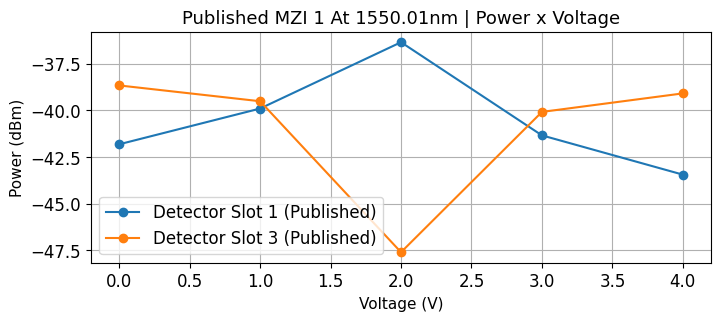 Published MZI 1 At 1550.01nm | Power x Voltage
Power (dBm)
−37.5
−40.0
−42.5
−45.0
−47.5
Detector Slot 1 (Published)
Detector Slot 3 (Published)
0.0 0.5 1.0 1.5 2.0 2.5 3.0 3.5 4.0
Voltage (V)